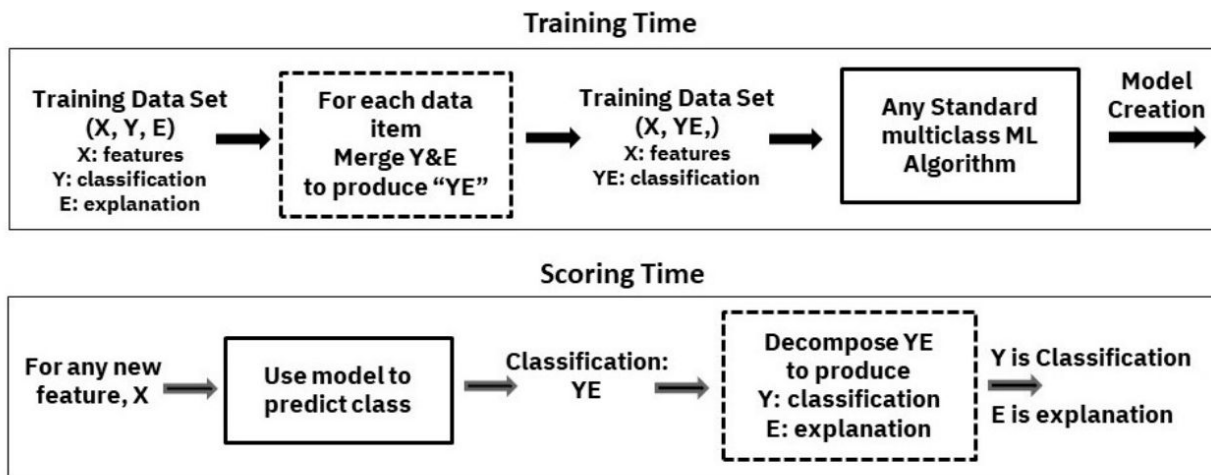 Training Time
Training Data Set
(X, Y, E)
X: features
Y: classification
E: explanation
For each data
item
Merge Y&E
to produce “YE”
Training Data Set
(X, YE,)
X: features
YE: classification
Any Standard
multiclass ML
Algorithm
Model
Creation
Scoring Time
For any new
feature, X
Use model to
predict class
Classification:
YE
Decompose YE
to produce
Y: classification
E: explanation
Y is Classification
E is explanation